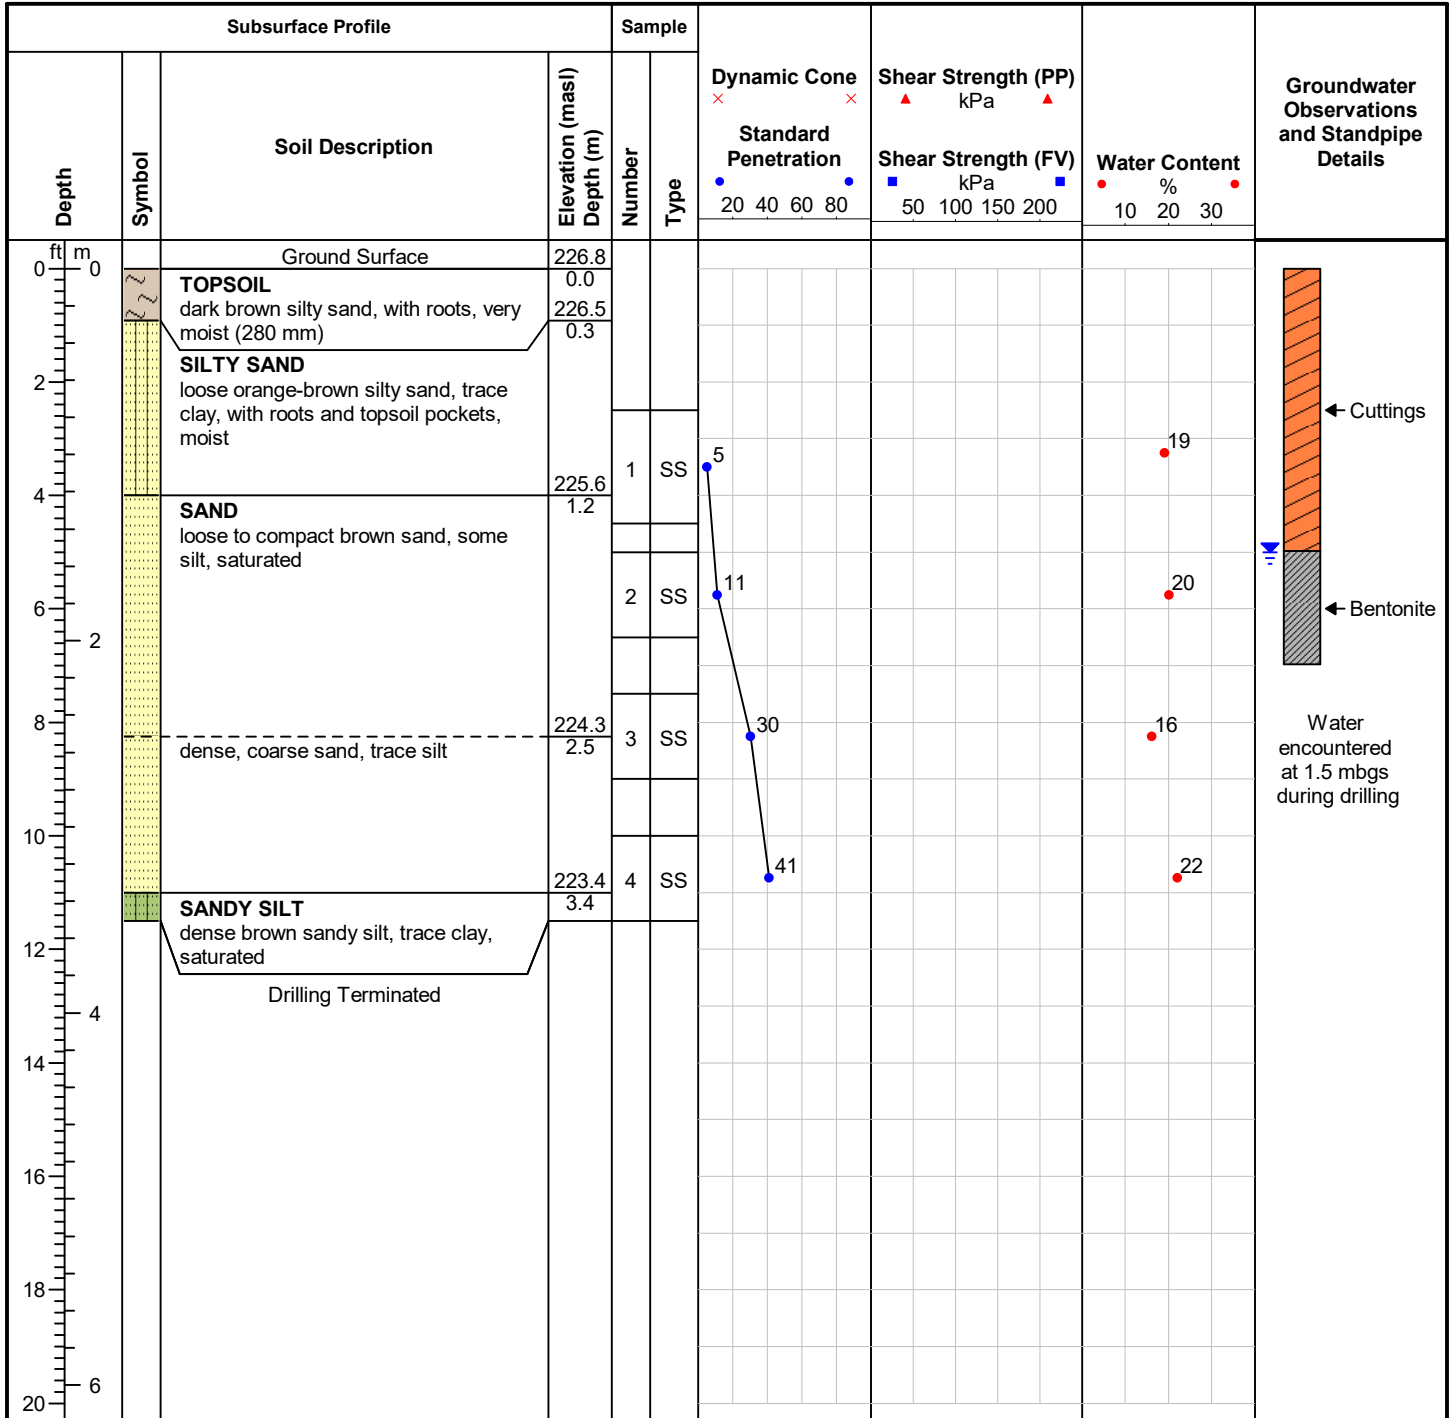 Subsurface Profile
Sample
Depth
Symbol
Soil Description
Elevation (masl)
Depth (m)
Number
Type
Dynamic Cone
Standard
Penetration
20 40 60 80
Shear Strength (PP)
kPa
Shear Strength (FV)
kPa
50 100 150 200
Water Content
%
10 20 30
Groundwater
Observations
and Standpipe
Details
ft m
Ground Surface
226.8
0 0
0.0
TOPSOIL
dark brown silty sand, with roots, very
moist (280 mm)
226.5
0.3
SILTY SAND
loose orange-brown silty sand, trace
clay, with roots and topsoil pockets,
moist
2
Cuttings
1 SS
5
19
225.6
4
1.2
SAND
loose to compact brown sand, some
silt, saturated
2 SS
11
20
6
Bentonite
2
224.3
8
2.5
dense, coarse sand, trace silt
3 SS
30
16
Water
encountered
at 1.5 mbgs
during drilling
10
223.4
3.4
4 SS
41
22
SANDY SILT
dense brown sandy silt, trace clay,
saturated
12
Drilling Terminated
4
14
16
18
6
20